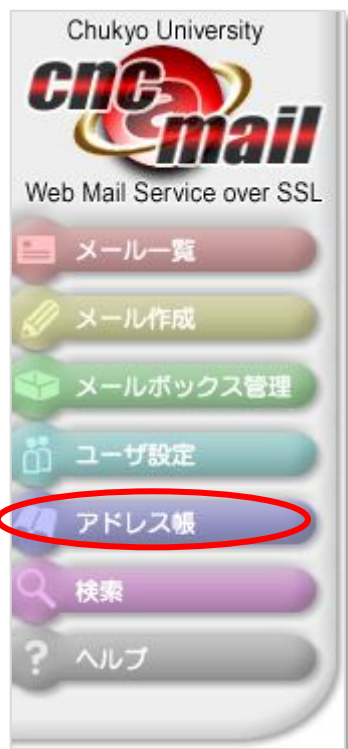 Chukyo University
cnc
mail
Web Mail Service over SSL
メール一覧
メール作成
メールボックス管理
ユーザ設定
アドレス帳
検索
? ヘルプ